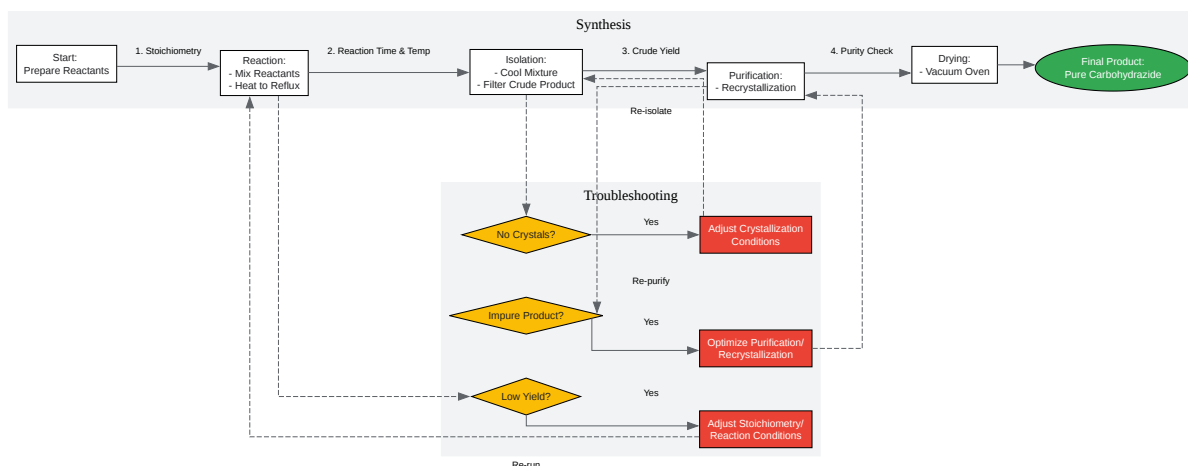 Synthesis
Start:
Prepare Reactants
1. Stoichiometry
Reaction:
- Mix Reactants
- Heat to Reflux
2. Reaction Time & Temp
Isolation:
- Cool Mixture
- Filter Crude Product
3. Crude Yield
Purification:
- Recrystallization
4. Purity Check
Drying:
- Vacuum Oven
Final Product:
Pure Carbohydrazide
Re-isolate
Troubleshooting
No Crystals?
Yes
Adjust Crystallization
Conditions
Re-purify
Impure Product?
Yes
Optimize Purification/
Recrystallization
Low Yield?
Yes
Adjust Stoichiometry/
Reaction Conditions
Re-run